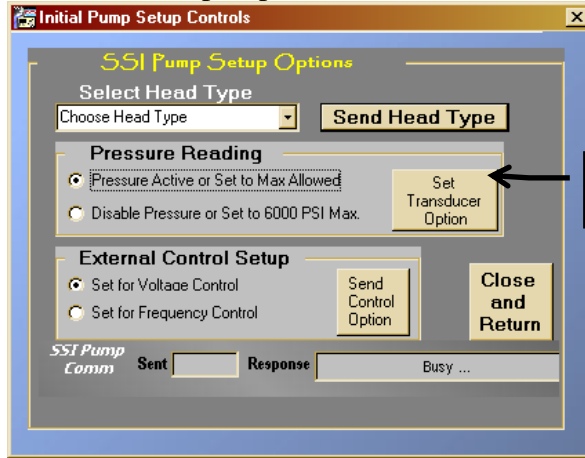 Initial Pump Setup Controls
SSI Pump Setup Options
Select Head Type
Choose Head Type
Send Head Type
Pressure Reading
Pressure Active or Set to Max Allowed
Disable Pressure or Set to 6000 PSI Max.
Set
Transducer
Option
External Control Setup
Set for Voltage Control
Set for Frequency Control
Send
Control
Option
Close
and
Return
SSI Pump
Comm
Sent
Response
Busy ...